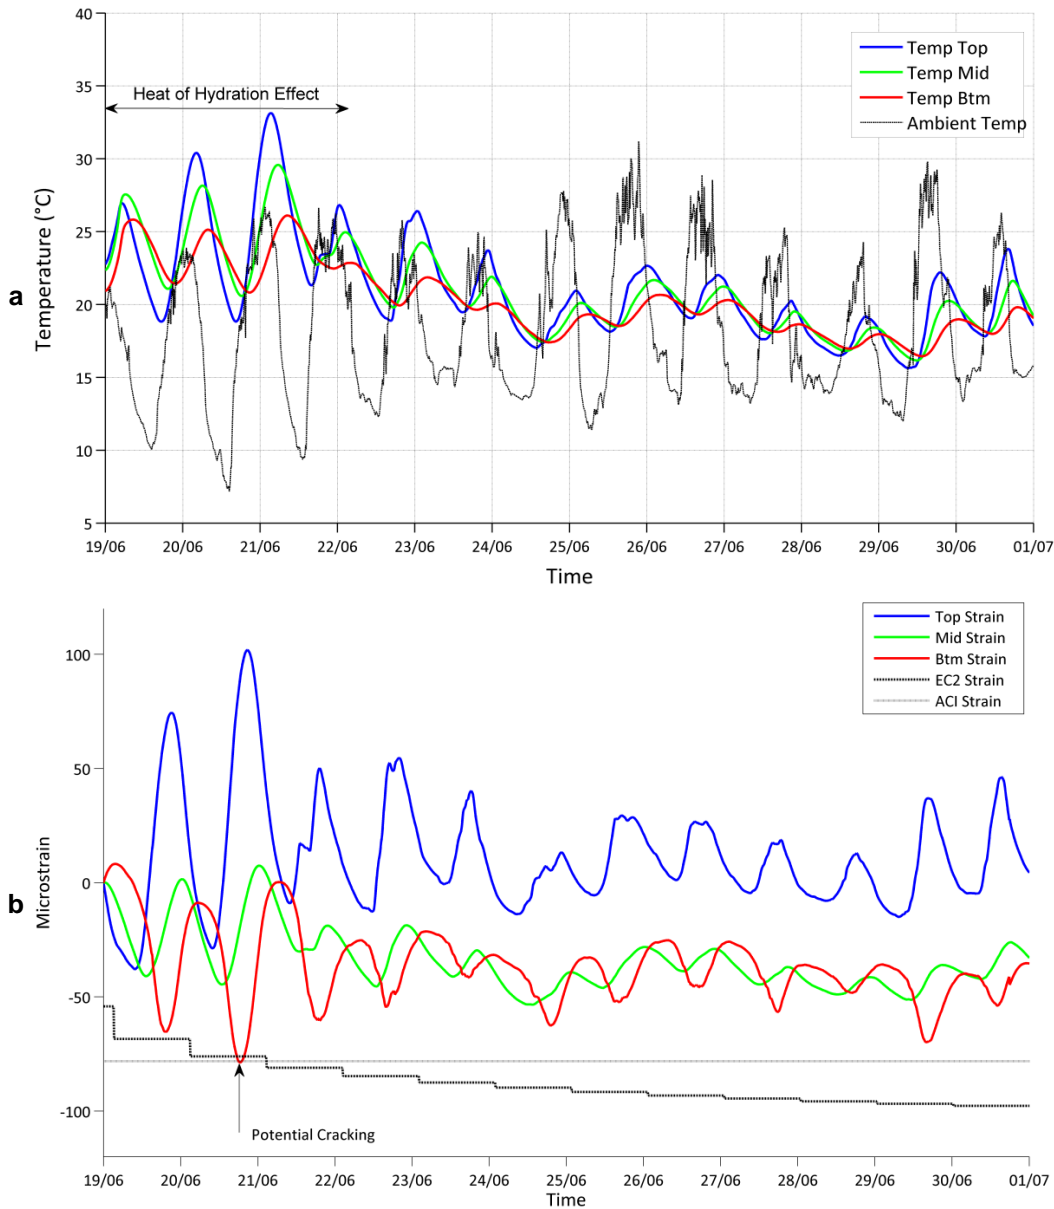 40
35
30
25
20
15
10
5
Temperature (°C)
a
Heat of Hydration Effect
Temp Top
Temp Mid
Temp Btm
Ambient Temp
19/06 20/06 21/06 22/06 23/06 24/06 25/06 26/06 27/06 28/06 29/06 30/06 01/07
Time
100
50
0
-50
-100
Microstrain
b
Top Strain
Mid Strain
Btm Strain
EC2 Strain
ACI Strain
Potential Cracking
19/06 20/06 21/06 22/06 23/06 24/06 25/06 26/06 27/06 28/06 29/06 30/06 01/07
Time